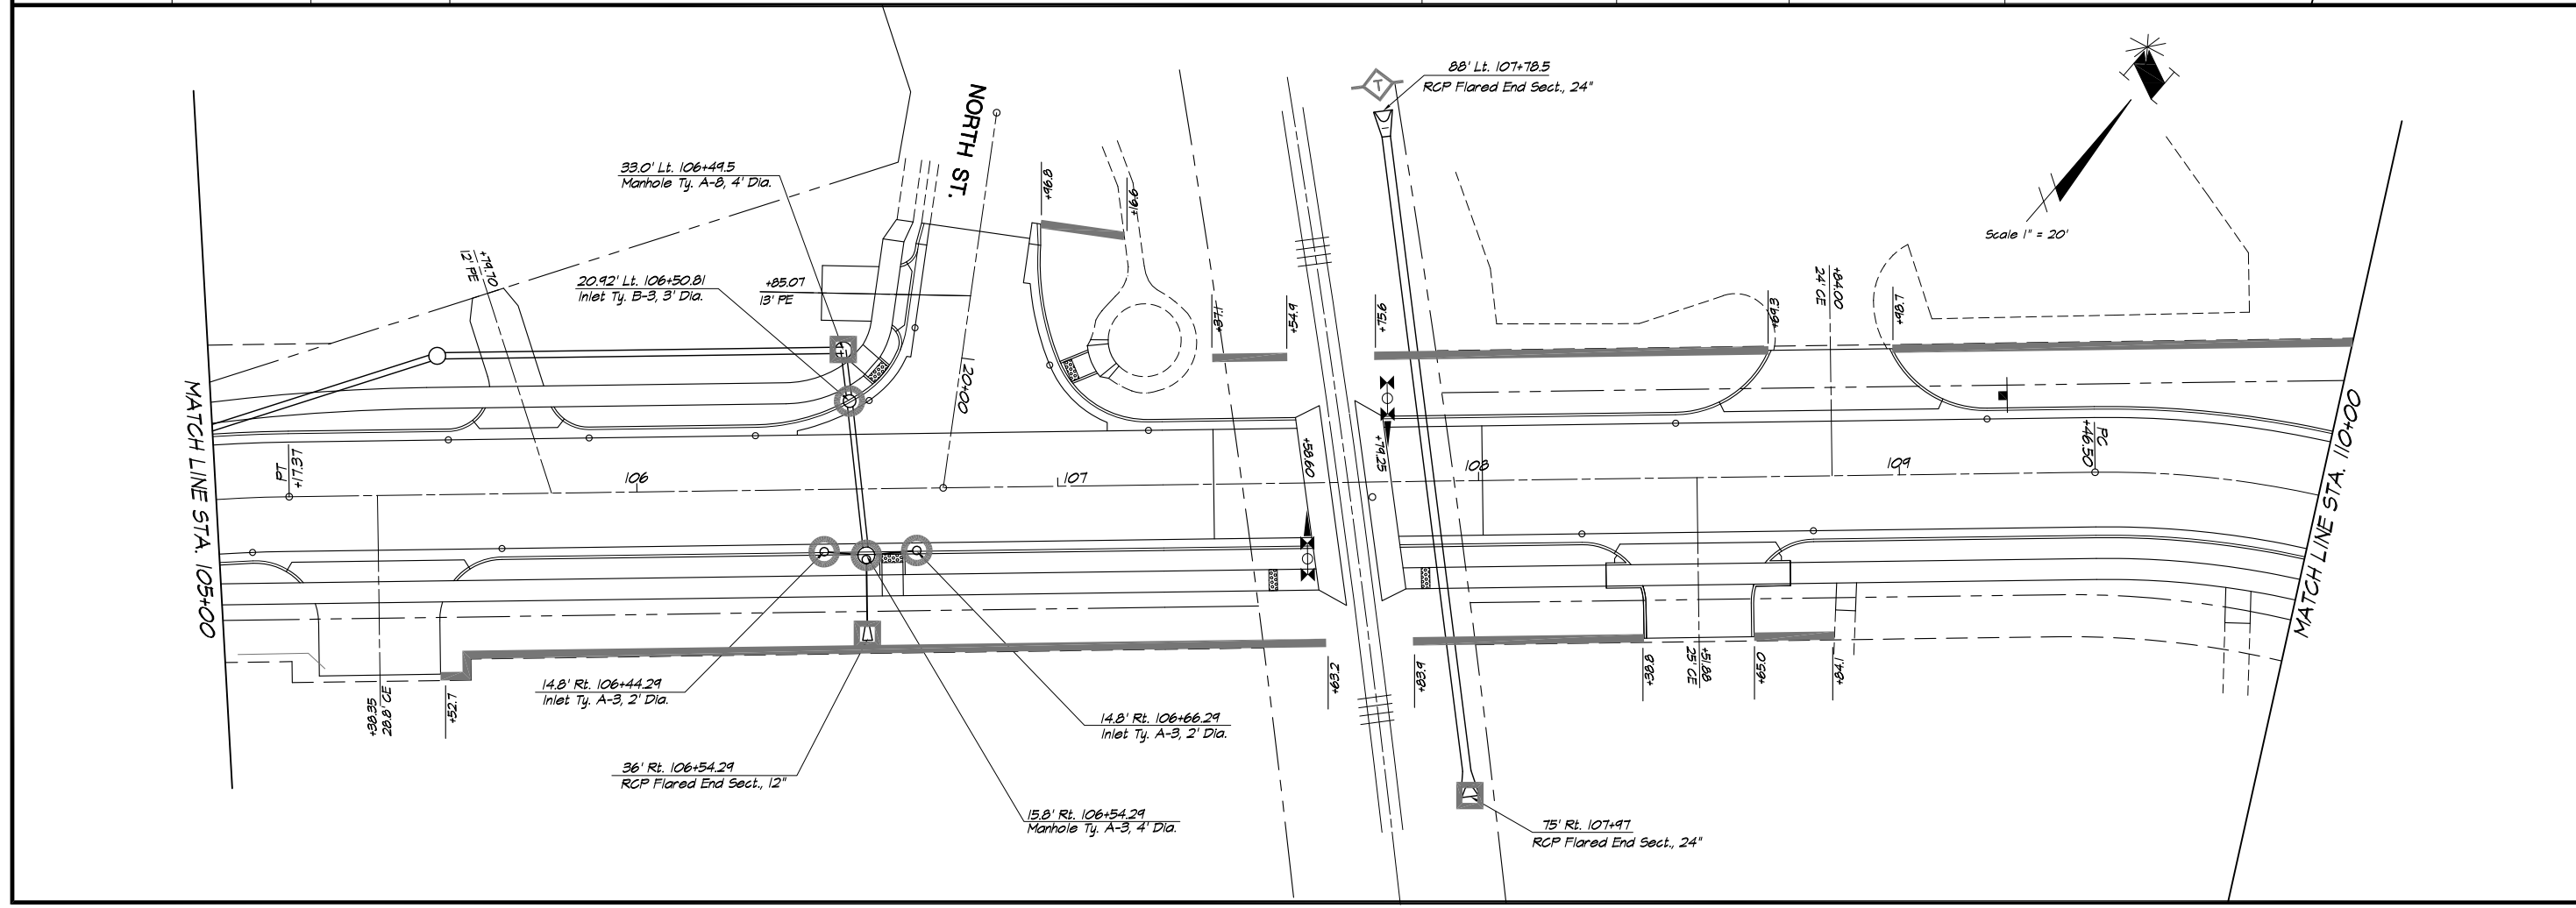 88' Lt. 107+78.5
RCP Flared End Sect., 24"
T
NORTH ST.
33.0' Lt. 106+49.5
Manhole Ty. A-8, 4' Dia.
+96.8
+16.6
Scale 1" = 20'
+79.70
12' PE
20.92' Lt. 106+50.81
Inlet Ty. B-3, 3' Dia.
+85.07
13' PE
+37.1
+54.9
+75.6
+69.3
+84.00
24' CE
+98.7
20+00
MATCH LINE STA. 105+00
PT
+17.37
106
107
+58.60
+79.25
108
109
PC
+46.50
MATCH LINE STA. 110+00
14.8' Rt. 106+44.29
Inlet Ty. A-3, 2' Dia.
+38.35
28.8' CE
+52.7
14.8' Rt. 106+66.29
Inlet Ty. A-3, 2' Dia.
+63.2
+83.9
+38.8
+51.88
25' CE
+65.0
+84.1
36' Rt. 106+54.29
RCP Flared End Sect., 12"
15.8' Rt. 106+54.29
Manhole Ty. A-3, 4' Dia.
75' Rt. 107+97
RCP Flared End Sect., 24"